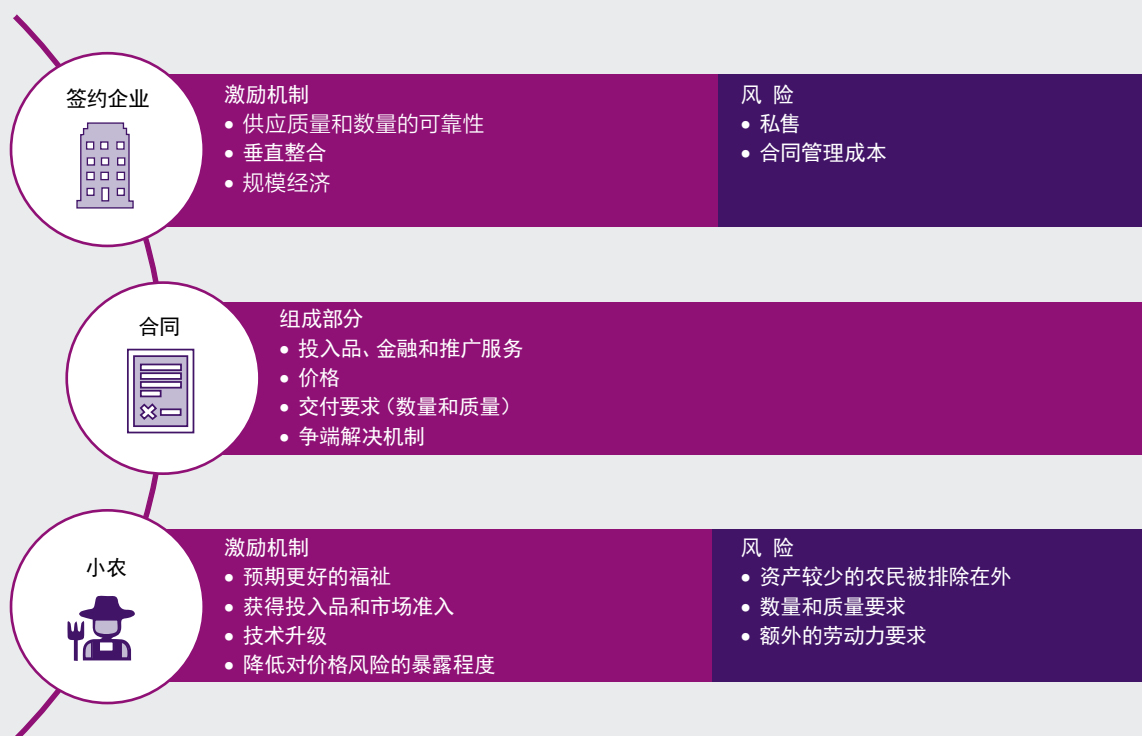 签约企业
激励机制
• 供应质量和数量的可靠性
• 垂直整合
• 规模经济
风 险
• 私售
• 合同管理成本
合同
组成部分
• 投入品、金融和推广服务
• 价格
• 交付要求（数量和质量）
• 争端解决机制
小农
激励机制
• 预期更好的福祉
• 获得投入品和市场准入
• 技术升级
• 降低对价格风险的暴露程度
风 险
• 资产较少的农民被排除在外
• 数量和质量要求
• 额外的劳动力要求